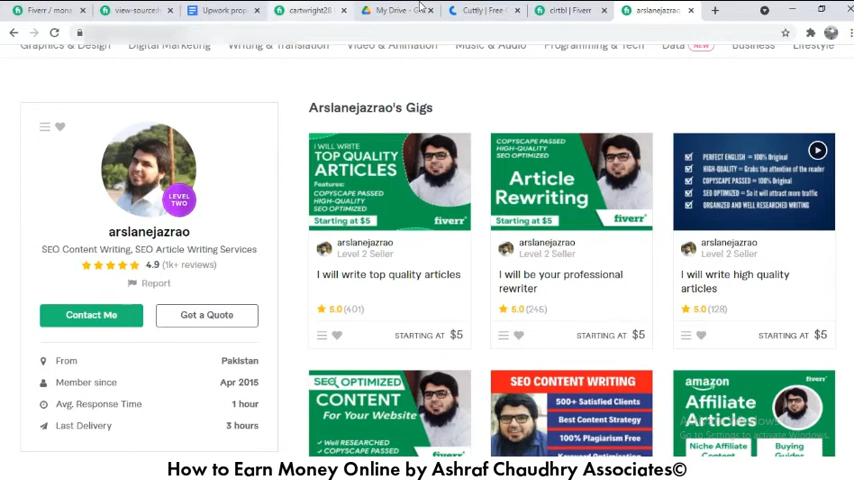 Fiverr / mon
view-source:
Upwork prop
cartwright28
My Drive - G
Cuttly | Free
clrtbl | Fiverr
arslanejazrao
Graphics & Design
Digital Marketing
Writing & Translation
Video & Animation
Music & Audio
Programming & Tech
Data
NEW
Business
Lifestyle
LEVEL
TWO
arslanejazrao
SEO Content Writing, SEO Article Writing Services
4.9 (1k+ reviews)
Report
Contact Me
Get a Quote
From
Pakistan
Member since
Apr 2015
Avg. Response Time
1 hour
Last Delivery
3 hours
Arslanejazrao's Gigs
I WILL WRITE
TOP QUALITY
ARTICLES
Features:
COPYSCAPE PASSED
HIGH-QUALITY
SEO OPTIMIZED
Starting at $5
fiverr
arslanejazrao
Level 2 Seller
I will write top quality articles
5.0 (401)
STARTING AT $5
COPYSCAPE PASSED
HIGH-QUALITY
SEO OPTIMIZED
Article
Rewriting
Starting at $5
fiverr
arslanejazrao
Level 2 Seller
I will be your professional
rewriter
5.0 (245)
STARTING AT $5
PERFECT ENGLISH = 100% Original
HIGH-QUALITY = Grabs the attention of the reader
COPYSCAPE PASSED = 100% Original
SEO OPTIMIZED = So it will attract more traffic
ORGANIZED AND WELL RESEARCHED WRITING
arslanejazrao
Level 2 Seller
I will write high quality
articles
5.0 (128)
STARTING AT $5
SEO OPTIMIZED
CONTENT
For Your Website
Well RESEARCHED
SEO CONTENT WRITING
500+ Satisfied Clients
Best Content Strategy
100% Plagiarism Free
amazon
fiverr
Affiliate
Articles
Niche Affiliate
Buying
Go to Settings to activate Windows.
How to Earn Money Online by Ashraf Chaudhry Associates©